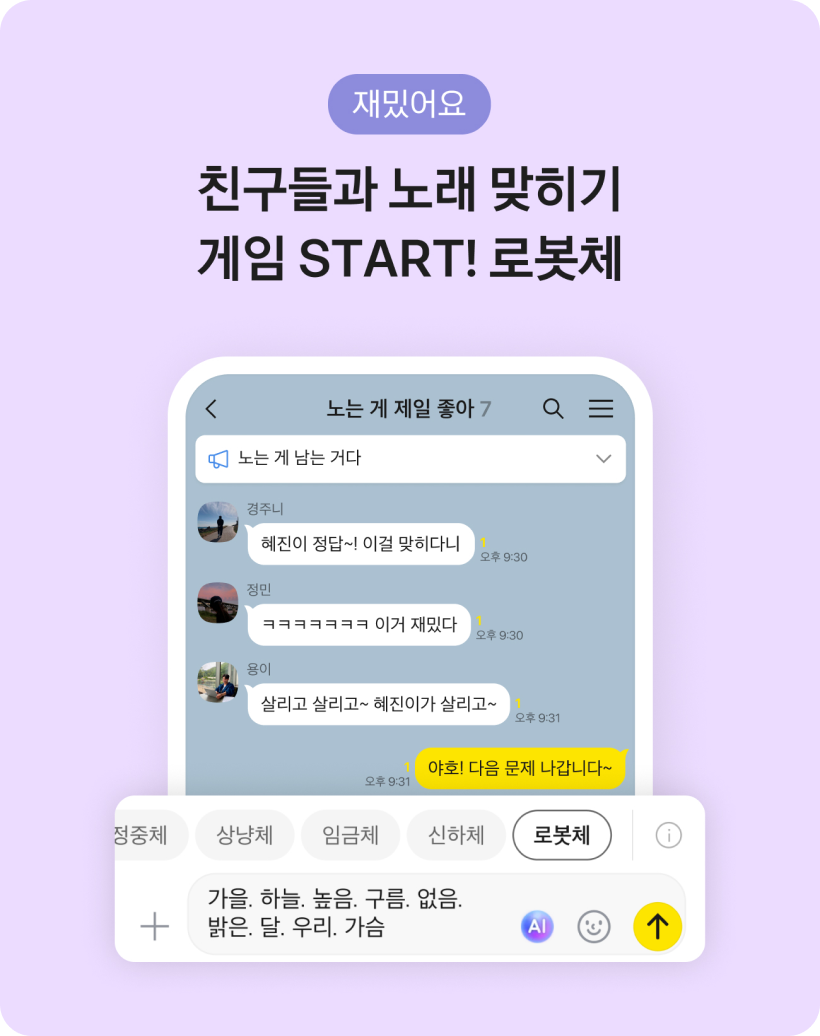 재밌어요
친구들과 노래 맞히기
게임 START! 로봇체
노는 게 제일 좋아 7
노는 게 남는 거다
경주니
혜진이 정답~! 이걸 맞히다니
1
오후 9:30
정민
ㅋㅋㅋㅋㅋㅋㅋ 이거 재밌다
1
오후 9:30
용이
살리고 살리고~ 혜진이가 살리고~
1
오후 9:31
야호! 다음 문제 나갑니다~
1
오후 9:31
정중체 상냥체 임금체 신하체 로봇체
가을. 하늘. 높음. 구름. 없음.
밝은. 달. 우리. 가슴
AI